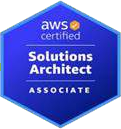 aws
certified
Solutions
Architect
ASSOCIATE